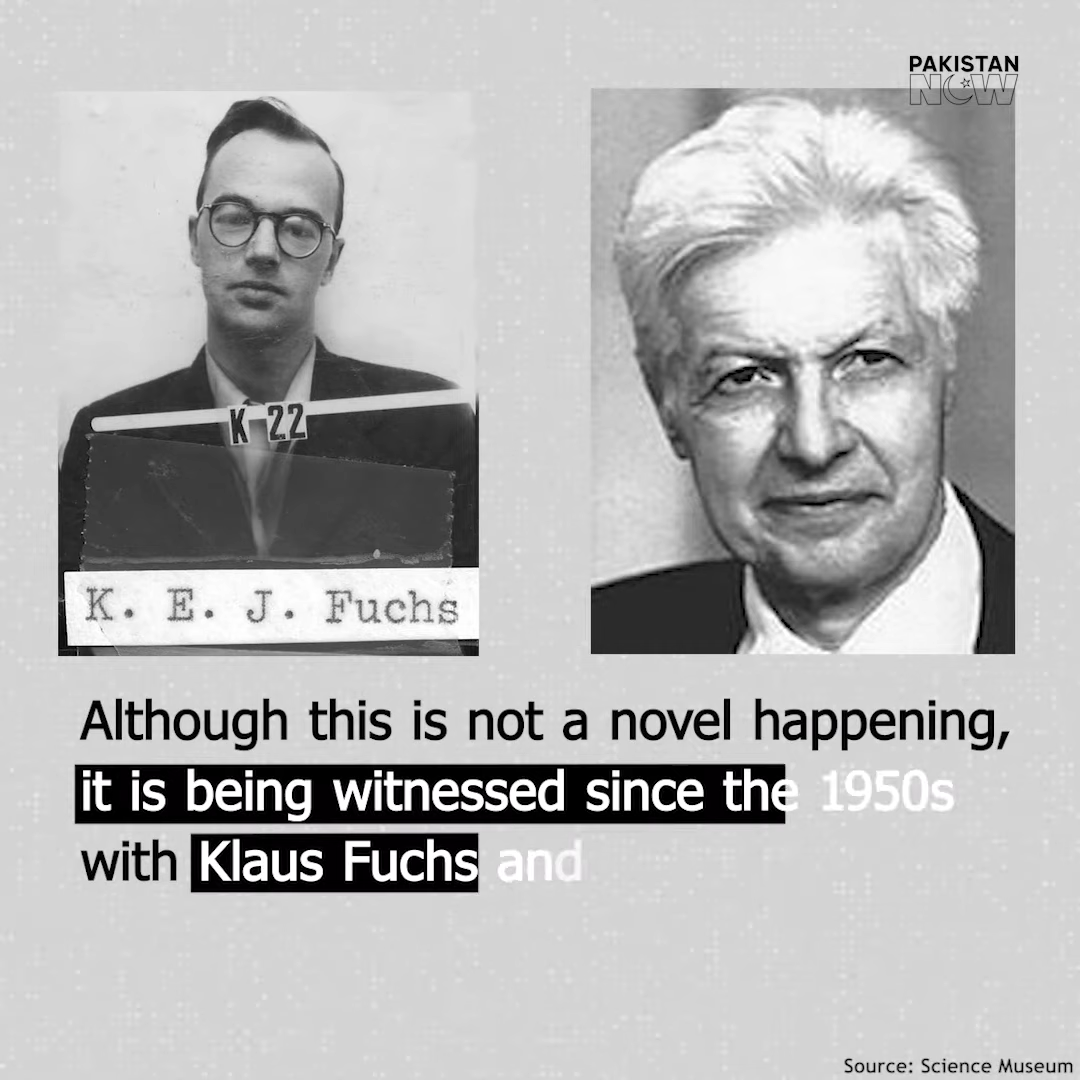 PAKISTAN
NOW
K 22
K. E. J. Fuchs
Although this is not a novel happening,
it is being witnessed since the 1950s
with Klaus Fuchs and
Source: Science Museum